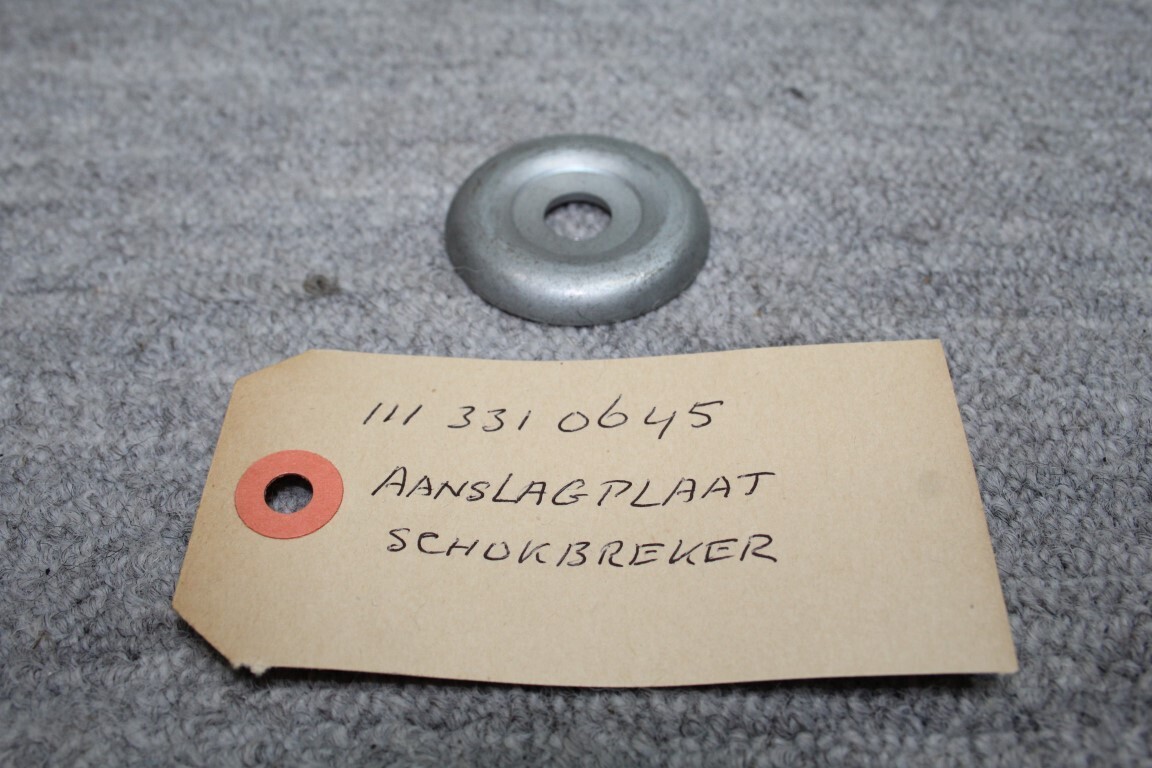 111 331 0645
AANSLAGPLAAT
SCHOKBREKER